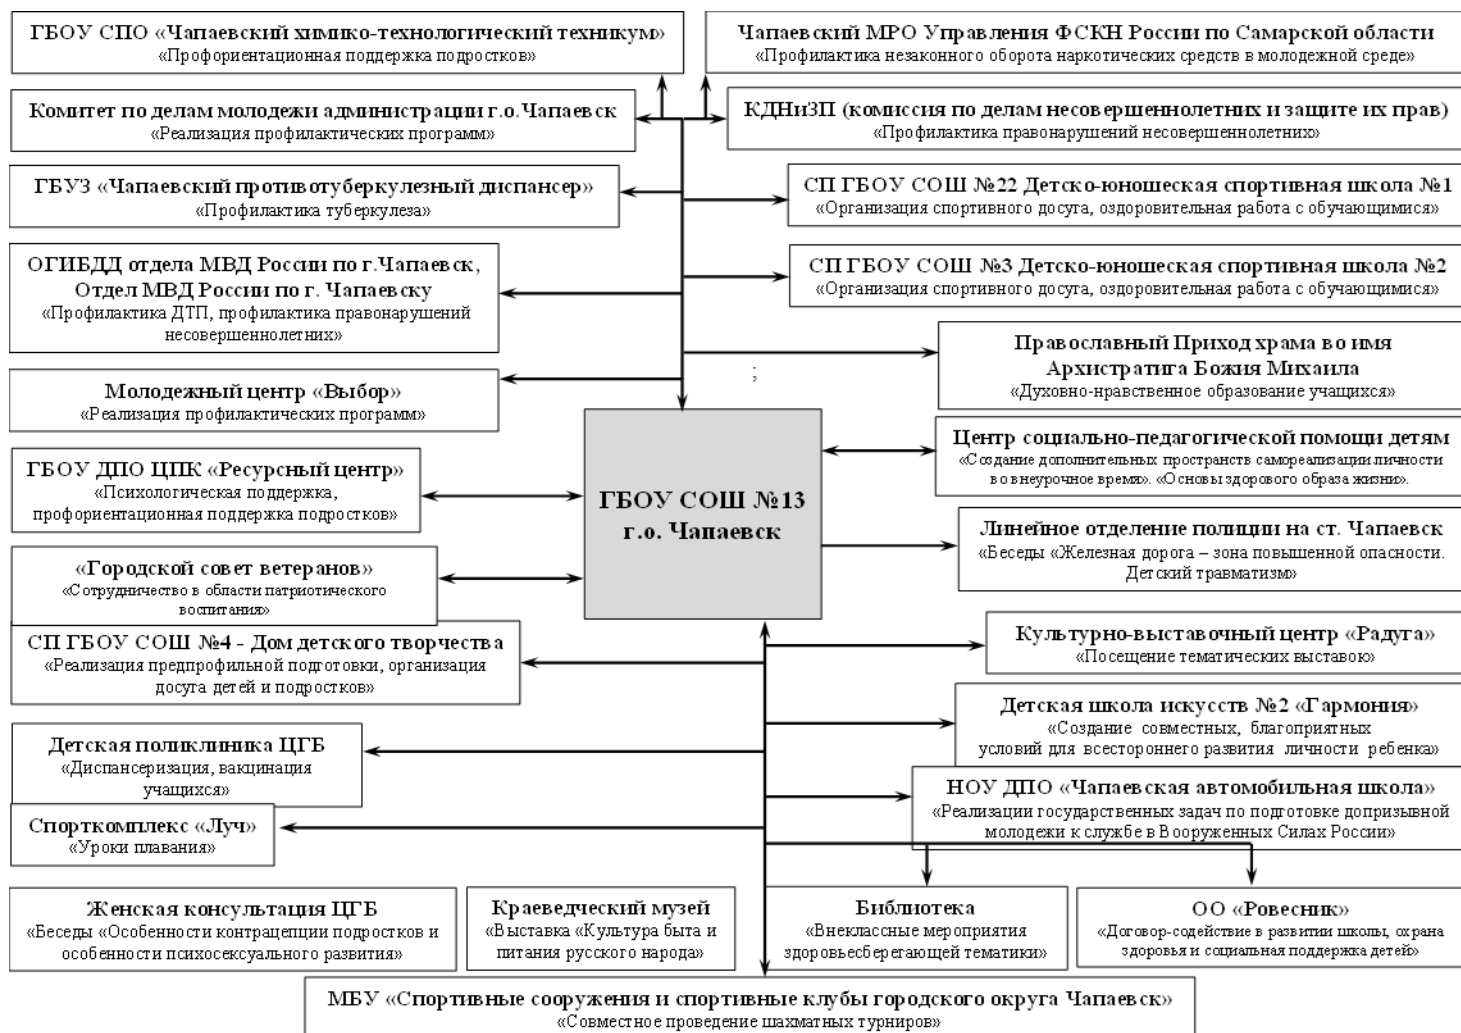 ГБОУ СПО «Чапаевский химико-технологический техникум»
«Профориентационная поддержка подростков»
Чапаевский МРО Управления ФСКН России по Самарской области
«Профилактика незаконного оборота наркотических средств в молодежной среде»
Комитет по делам молодежи администрации г.о.Чапаевск
«Реализация профилактических программ»
КДНиЗП (комиссия по делам несовершеннолетних и защите их прав)
«Профилактика правонарушений несовершеннолетних»
ГБУЗ «Чапаевский противотуберкулезный диспансер»
«Профилактика туберкулеза»
СП ГБОУ СОШ №22 Детско-юношеская спортивная школа №1
«Организация спортивного досуга, оздоровительная работа с обучающимися»
ОГИБДД отдела МВД России по г.Чапаевск,
Отдел МВД России по г. Чапаевску
«Профилактика ДТП, профилактика правонарушений
несовершеннолетних»
СП ГБОУ СОШ №3 Детско-юношеская спортивная школа №2
«Организация спортивного досуга, оздоровительная работа с обучающимися»
Православный Приход храма во имя
Архистратига Божия Михаила
«Духовно-нравственное образование учащихся»
;
Молодежный центр «Выбор»
«Реализация профилактических программ»
Центр социально-педагогической помощи детям
«Создание дополнительных пространств самореализации личности
во внеурочное время». «Основы здорового образа жизни».
ГБОУ ДПО ЦПК «Ресурсный центр»
«Психологическая поддержка,
профориентационная поддержка подростков»
ГБОУ СОШ №13
г.о. Чапаевск
Линейное отделение полиции на ст. Чапаевск
«Беседы «Железная дорога – зона повышенной опасности.
Детский травматизм»
«Городской совет ветеранов»
«Сотрудничество в области патриотического
воспитания»
Культурно-выставочный центр «Радуга»
«Посещение тематических выставою»
СП ГБОУ СОШ №4 - Дом детского творчества
«Реализация предпрофильной подготовки, организация
досуга детей и подростков»
Детская школа искусств №2 «Гармония»
«Создание совместных, благоприятных
условий для всестороннего развития личности ребенка»
Детская поликлиника ЦГБ
«Диспансеризация, вакцинация
учащихся»
НОУ ДПО «Чапаевская автомобильная школа»
«Реализации государственных задач по подготовке допризывной
молодежи к службе в Вооруженных Силах России»
Спорткомплекс «Луч»
«Уроки плавания»
Женская консультация ЦГБ
«Беседы «Особенности контрацепции подростков и
особенности психосексуального развития»
Краеведческий музей
«Выставка «Культура быта и
питания русского народа»
Библиотека
«Внеклассные мероприятия
здоровьесберегающей тематики»
ОО «Ровесник»
«Договор-содействие в развитии школы, охрана
здоровья и социальная поддержка детей»
МБУ «Спортивные сооружения и спортивные клубы городского округа Чапаевск»
«Совместное проведение шахматных турниров»